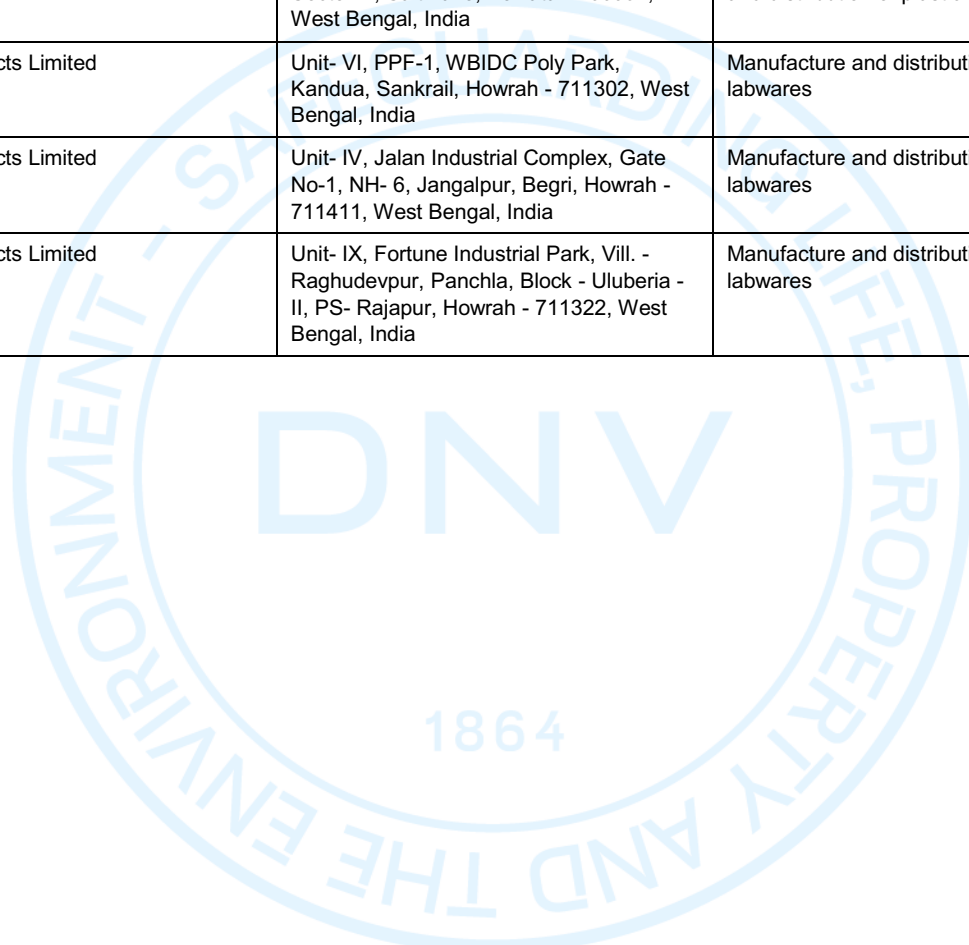 West Bengal, India
cts Limited
Unit- VI, PPF-1, WBIDC Poly Park,
Kandua, Sankrail, Howrah - 711302, West
Bengal, India
Manufacture and distributi
labwares
cts Limited
Unit- IV, Jalan Industrial Complex, Gate
No-1, NH- 6, Jangalpur, Begri, Howrah -
711411, West Bengal, India
Manufacture and distributi
labwares
cts Limited
Unit- IX, Fortune Industrial Park, Vill. -
Raghudevpur, Panchla, Block - Uluberia -
II, PS- Rajapur, Howrah - 711322, West
Bengal, India
Manufacture and distributi
labwares
SAFEGUARDING LIFE, PROPERTY AND THE ENVIRONMENT -
DNV
1864